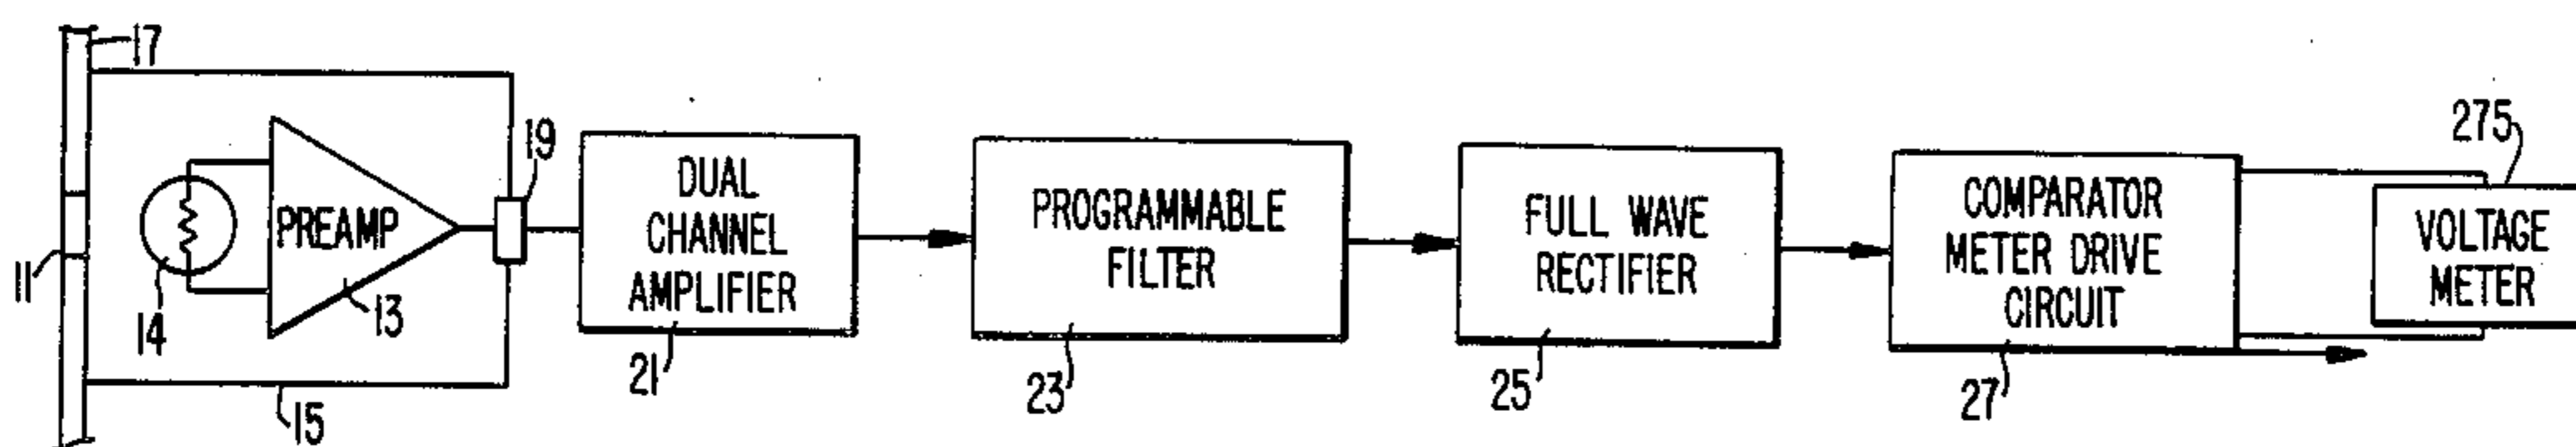 17
11
14
PREAMP
13
15
19
DUAL
CHANNEL
AMPLIFIER
21
PROGRAMMABLE
FILTER
23
FULL WAVE
RECTIFIER
25
COMPARATOR
METER DRIVE
CIRCUIT
27
275
VOLTAGE
METER